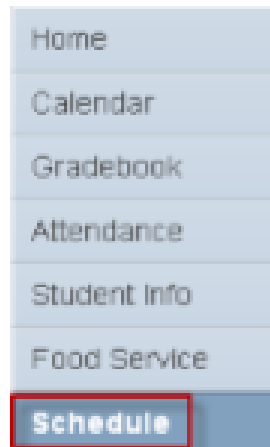 Home
Calendar
Gradebook
Attendance
Student Info
Food Service
Schedule